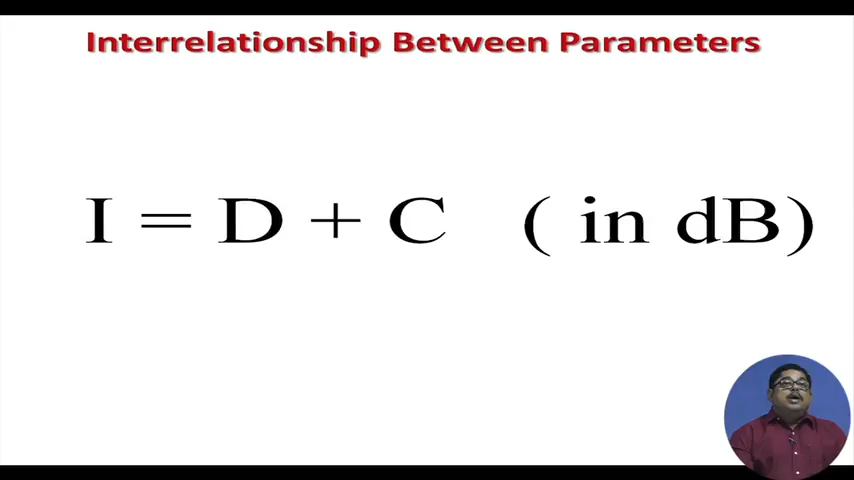 Interrelationship Between Parameters
I = D + C ( in dB)